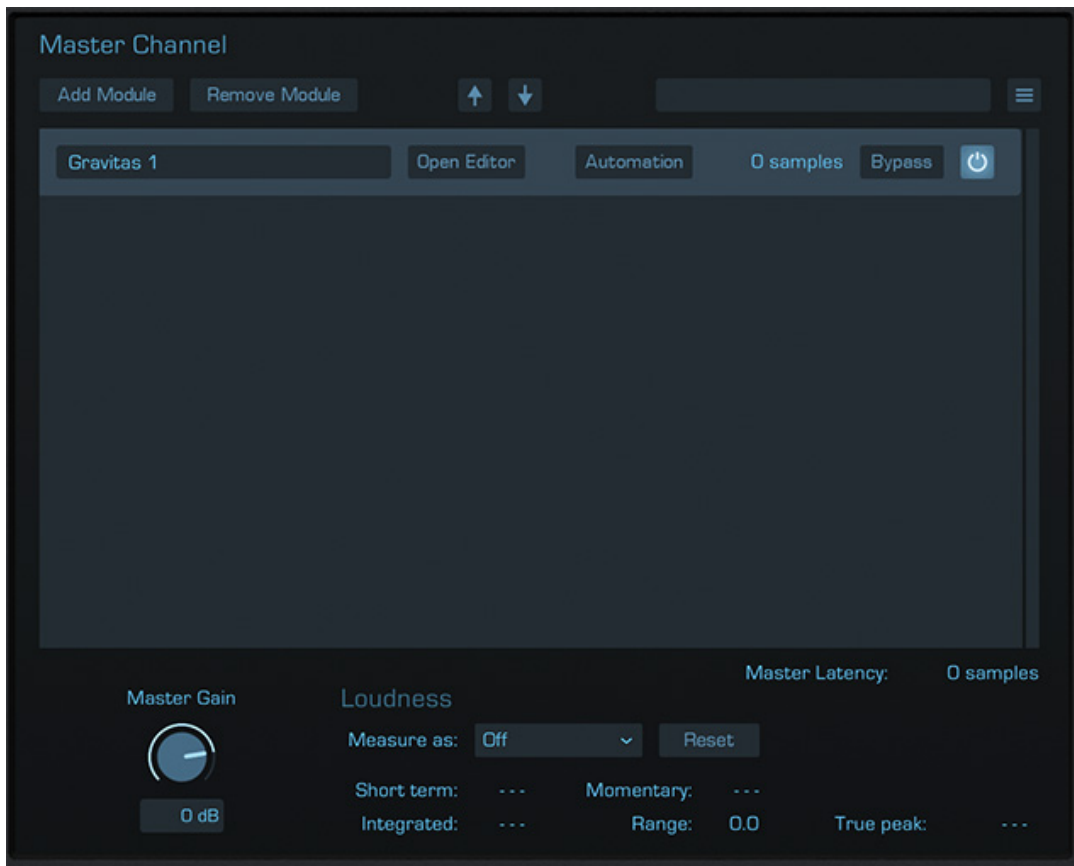 Master Channel
Add Module Remove Module
Gravitas 1 Open Editor Automation 0 samples Bypass
Master Latency: 0 samples
Master Gain Loudness
Measure as: Off Reset
Short term: --- Momentary: ---
0 dB Integrated: --- Range: 0.0 True peak: ---